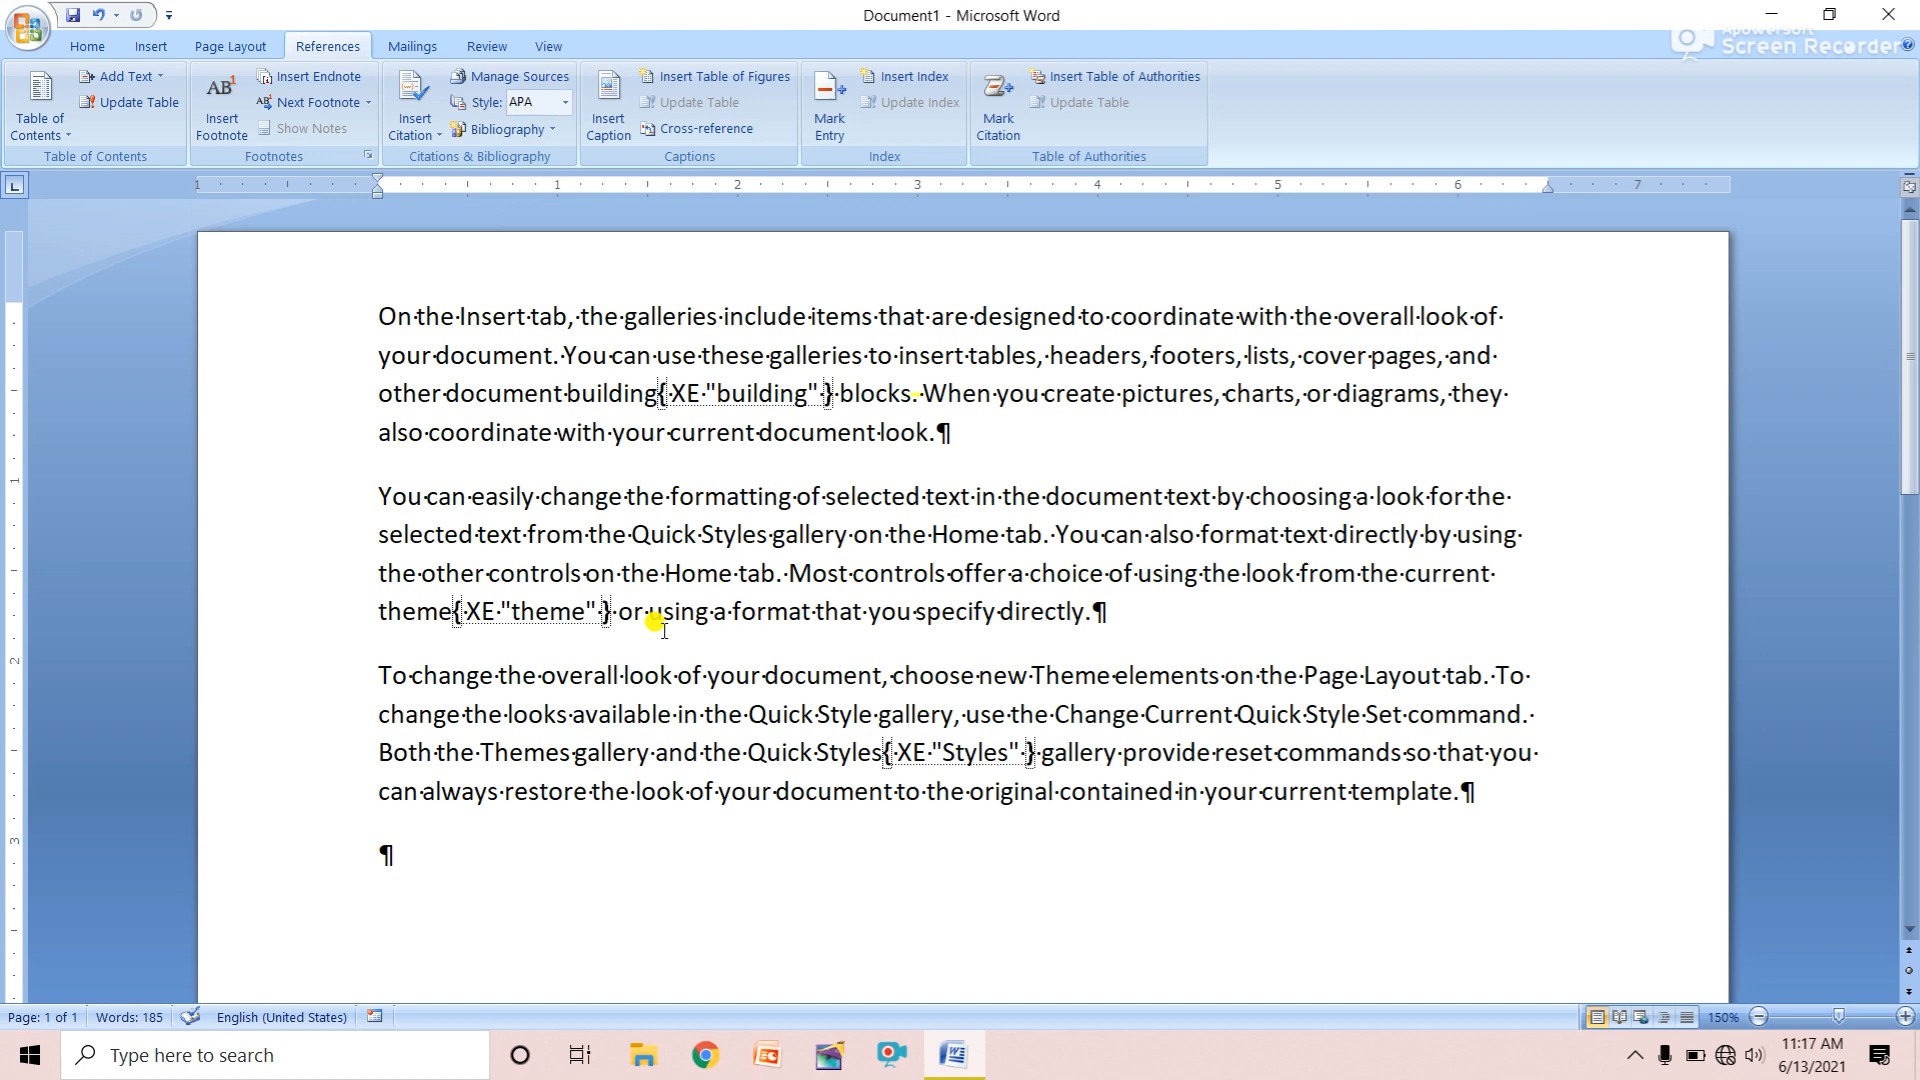 Document1 - Microsoft Word
Apowersoft
Screen Recorder
Home Insert Page Layout References Mailings Review View
Table of Contents
Add Text
Update Table
Table of Contents
AB1
Insert Footnote
Insert Endnote
Next Footnote
Show Notes
Footnotes
Insert Citation
Manage Sources
Style: APA
Bibliography
Citations & Bibliography
Insert Caption
Insert Table of Figures
Update Table
Cross-reference
Captions
Mark Entry
Insert Index
Update Index
Index
Mark Citation
Insert Table of Authorities
Update Table
Table of Authorities
1 1 2 3 4 5 6 7
On·the·Insert·tab,·the·galleries·include·items·that·are·designed·to·coordinate·with·the·overall·look·of·
your·document.·You·can·use·these·galleries·to·insert·tables,·headers,·footers,·lists,·cover·pages,·and·
other·document·building{·XE·"building"·}·blocks.·When·you·create·pictures,·charts,·or·diagrams,·they·
also·coordinate·with·your·current·document·look.¶
You·can·easily·change·the·formatting·of·selected·text·in·the·document·text·by·choosing·a·look·for·the·
selected·text·from·the·Quick·Styles·gallery·on·the·Home·tab.·You·can·also·format·text·directly·by·using·
the·other·controls·on·the·Home·tab.·Most·controls·offer·a·choice·of·using·the·look·from·the·current·
theme{·XE·"theme"·}·or·using·a·format·that·you·specify·directly.¶
To·change·the·overall·look·of·your·document,·choose·new·Theme·elements·on·the·Page·Layout·tab.·To·
change·the·looks·available·in·the·Quick·Style·gallery,·use·the·Change·Current·Quick·Style·Set·command.·
Both·the·Themes·gallery·and·the·Quick·Styles{·XE·"Styles"·}·gallery·provide·reset·commands·so·that·you·
can·always·restore·the·look·of·your·document·to·the·original·contained·in·your·current·template.¶
¶
1
2
3
Page: 1 of 1 Words: 185 English (United States) 150%
Type here to search
11:17 AM
6/13/2021